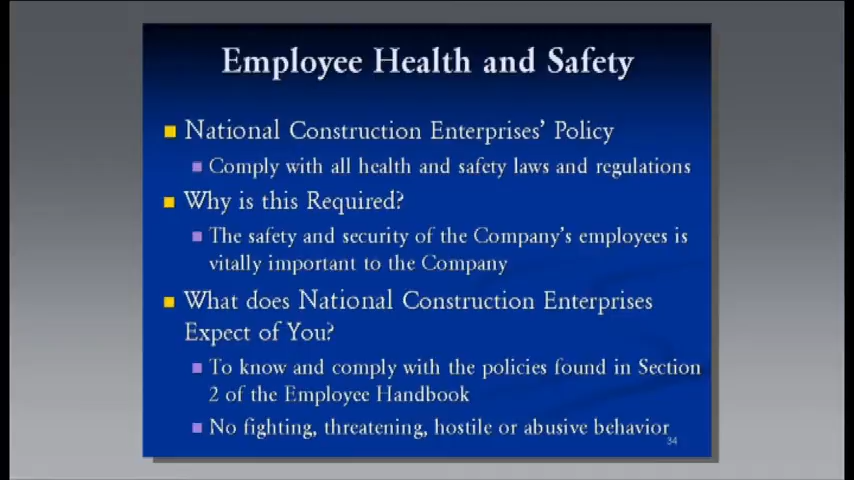 Employee Health and Safety
National Construction Enterprises' Policy
Comply with all health and safety laws and regulations
Why is this Required?
The safety and security of the Company's employees is
vitally important to the Company
What does National Construction Enterprises
Expect of You?
To know and comply with the policies found in Section
2 of the Employee Handbook
No fighting, threatening, hostile or abusive behavior
34